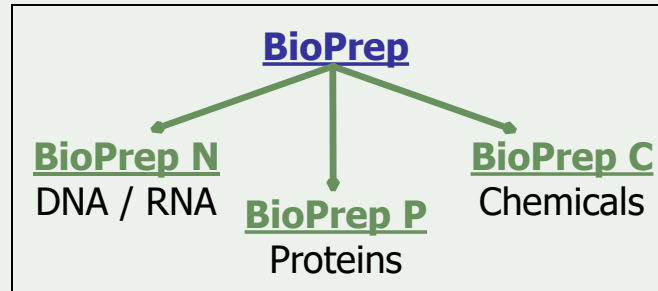 BioPrep
BioPrep N
DNA / RNA
BioPrep P
Proteins
BioPrep C
Chemicals